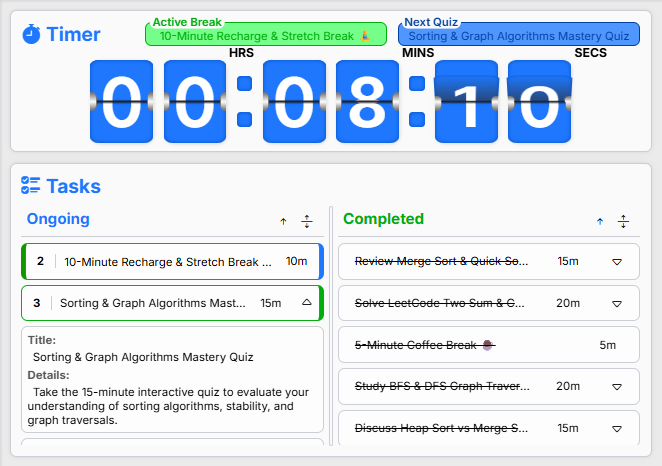 Timer
Active Break
10-Minute Recharge & Stretch Break 🧘
Next Quiz
Sorting & Graph Algorithms Mastery Quiz
HRS MINS SECS
00:08:10
Tasks
Ongoing
2 10-Minute Recharge & Stretch Break ... 10m
3 Sorting & Graph Algorithms Mast... 15m
Title:
Sorting & Graph Algorithms Mastery Quiz
Details:
Take the 15-minute interactive quiz to evaluate your
understanding of sorting algorithms, stability, and
graph traversals.
Completed
Review Merge Sort & Quick So... 15m
Solve LeetCode Two Sum & C... 20m
5-Minute Coffee Break 5m
Study BFS & DFS Graph Traver... 20m
Discuss Heap Sort vs Merge S... 15m